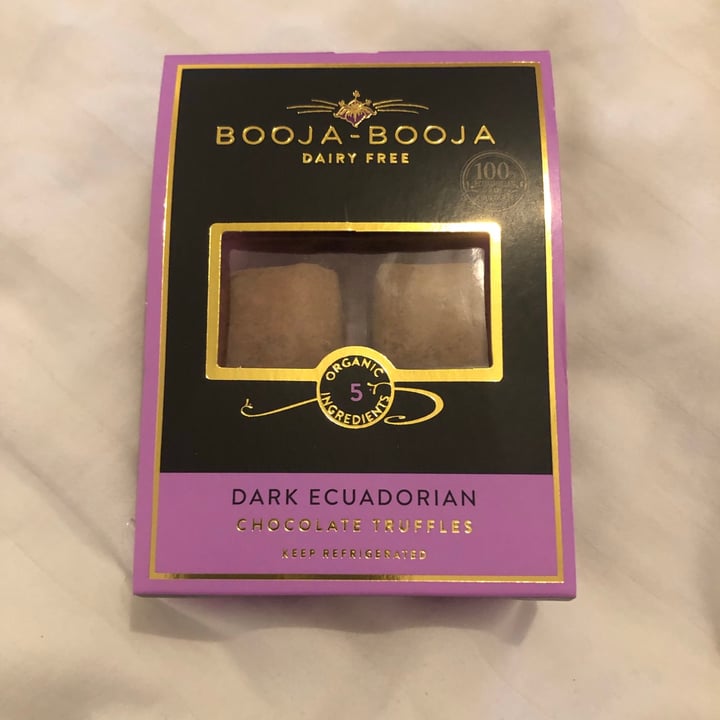 BOOJA-BOOJA
DAIRY FREE
100%
ORGANIC
5
INGREDIENTS
DARK ECUADORIAN
CHOCOLATE TRUFFLES
KEEP REFRIGERATED